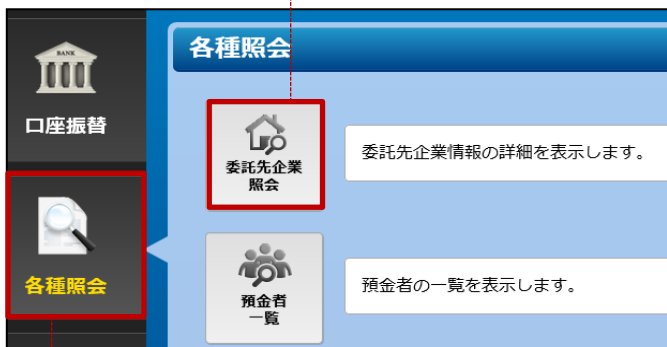 BANK
口座振替
各種照会
各種照会
委託先企業
照会
委託先企業情報の詳細を表示します。
預金者
一覧
預金者の一覧を表示します。